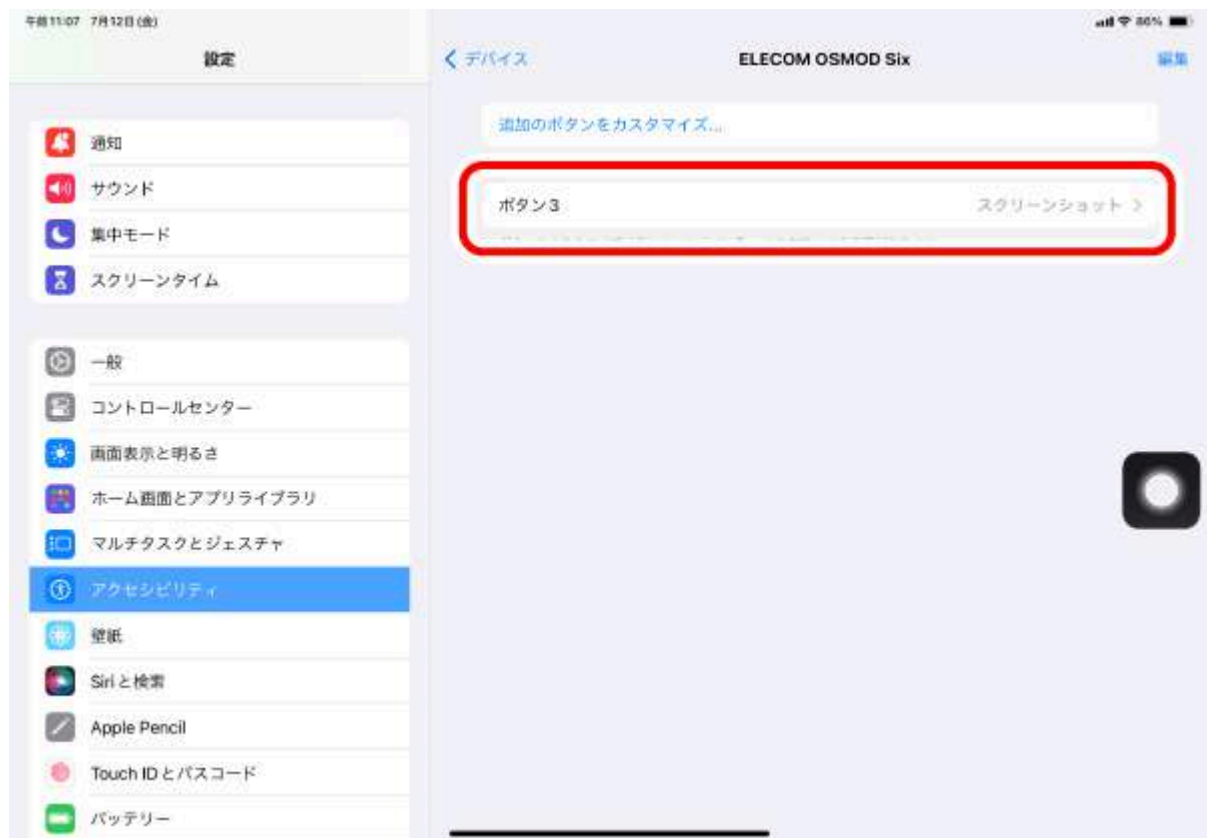 午前11:07 7月12日(金)
86%
設定
デバイス
ELECOM OSMOD Six
編集
追加のボタンをカスタマイズ...
ボタン3
スクリーンショット
通知
サウンド
集中モード
スクリーンタイム
一般
コントロールセンター
画面表示と明るさ
ホーム画面とアプリライブラリ
マルチタスクとジェスチャ
アクセシビリティ
壁紙
Siriと検索
Apple Pencil
Touch IDとパスコード
バッテリー